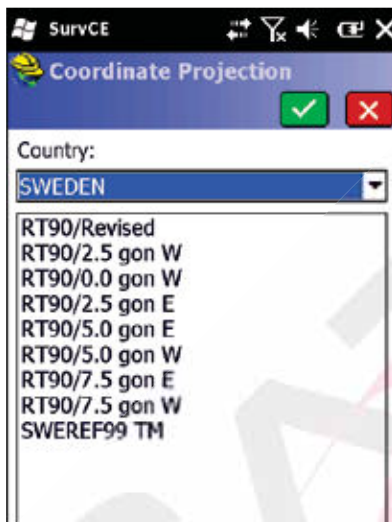 SurvCE
Coordinate Projection
Country:
SWEDEN
RT90/Revised
RT90/2.5 gon W
RT90/0.0 gon W
RT90/2.5 gon E
RT90/5.0 gon E
RT90/5.0 gon W
RT90/7.5 gon E
RT90/7.5 gon W
SWEREF99 TM